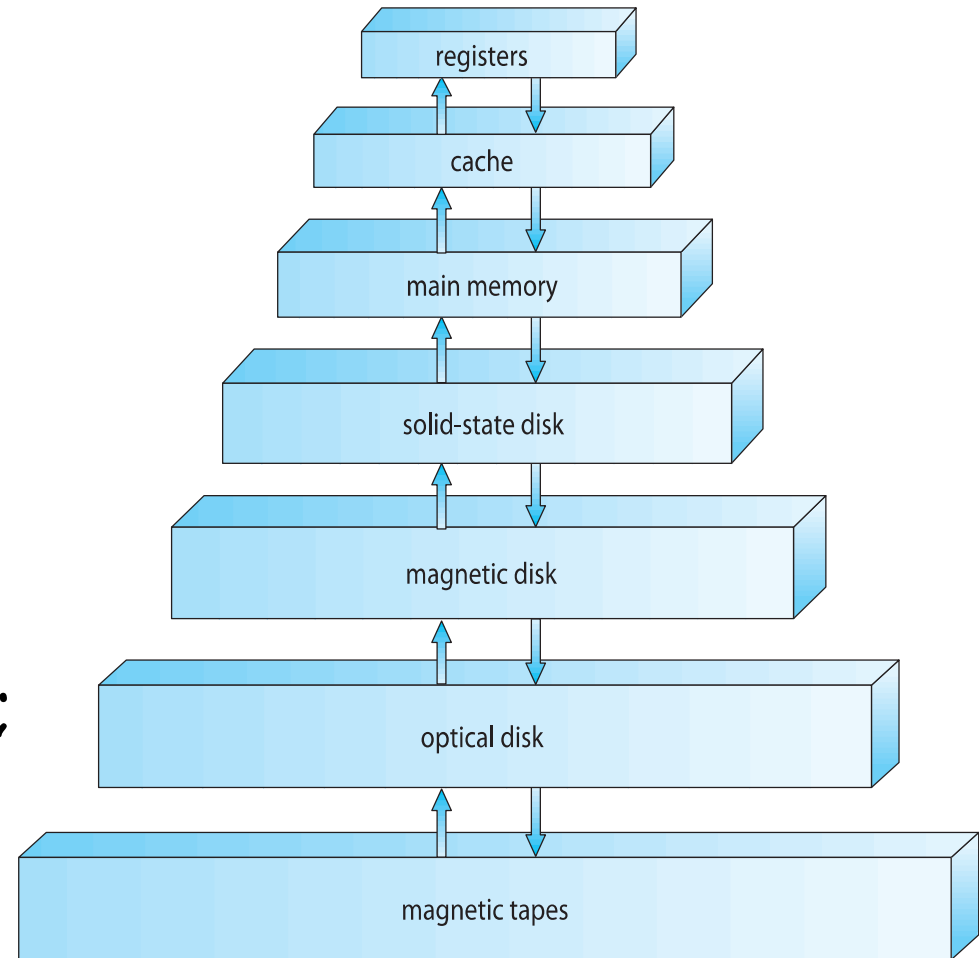 registers
cache
main memory
solid-state disk
magnetic disk
optical disk
magnetic tapes